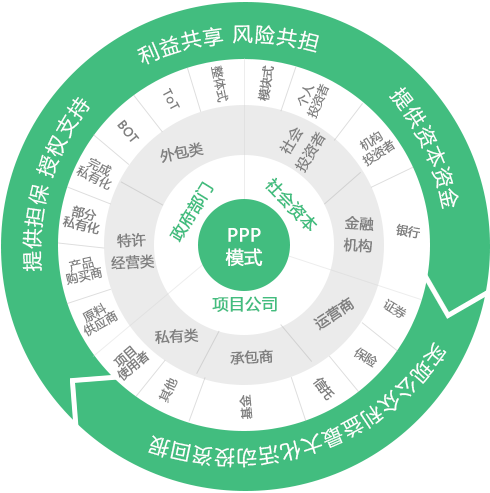 利益共享 风险共担
提供资本资金
实现公众利益最大化活动投资回报
提供担保 授权支持
整体式
模块式
个人
投资者
机构
投资者
银行
证券
保险
信托
基金
其他
项目
使用者
原料
供应商
产品
购买商
部分
私有化
完成
私有化
BOT
TOT
外包类
社会
投资者
金融
机构
运营商
承包商
私有类
特许
经营类
政府部门
社会资本
项目公司
PPP
模式